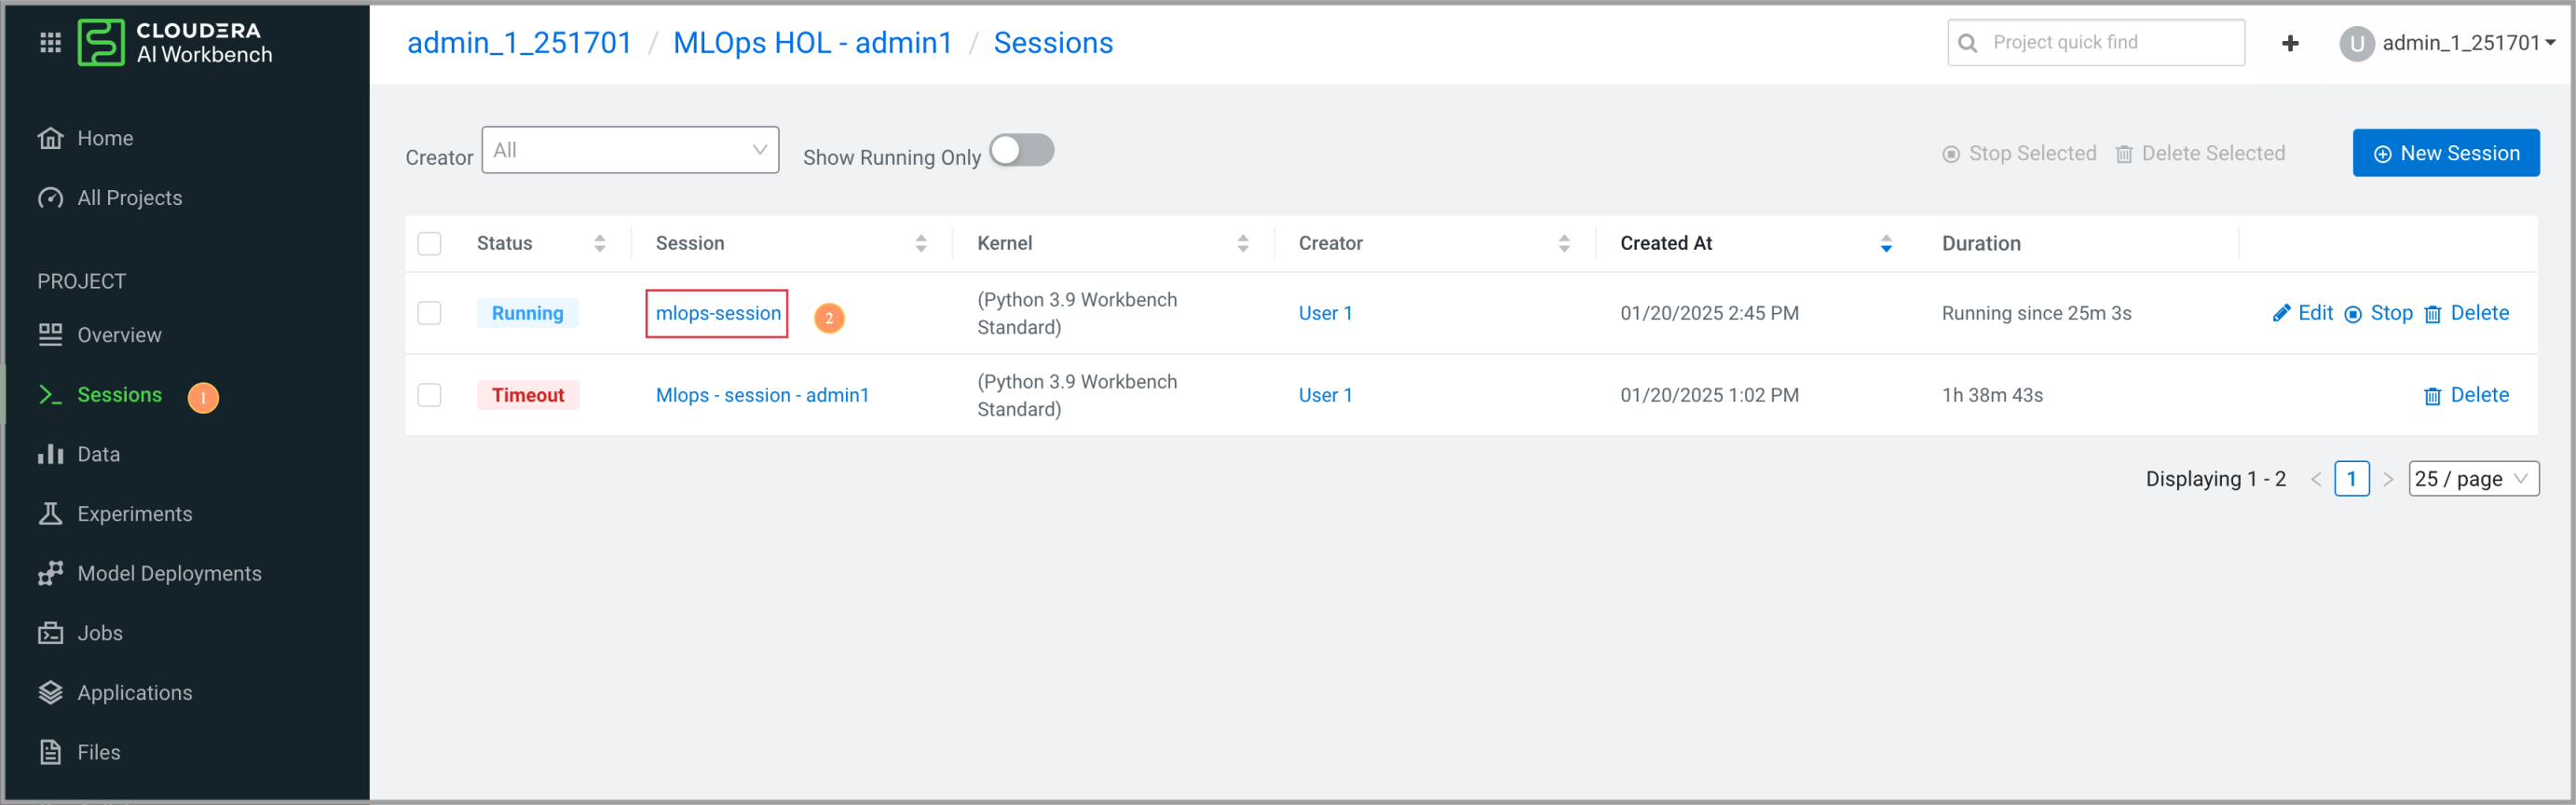 CLOUDERA
AI Workbench
admin_1_251701 / MLOps HOL - admin1 / Sessions
Project quick find
+
U
admin_1_251701
Home
All Projects
PROJECT
Overview
Sessions
1
Data
Experiments
Model Deployments
Jobs
Applications
Files
Creator
All
Show Running Only
Stop Selected
Delete Selected
New Session
Status Session Kernel Creator Created At Duration
Running mlops-session 2 (Python 3.9 Workbench
Standard) User 1 01/20/2025 2:45 PM Running since 25m 3s Edit Stop Delete
Timeout Mlops - session - admin1 (Python 3.9 Workbench
Standard) User 1 01/20/2025 1:02 PM 1h 38m 43s Delete
Displaying 1 - 2 < 1 > 25 / page